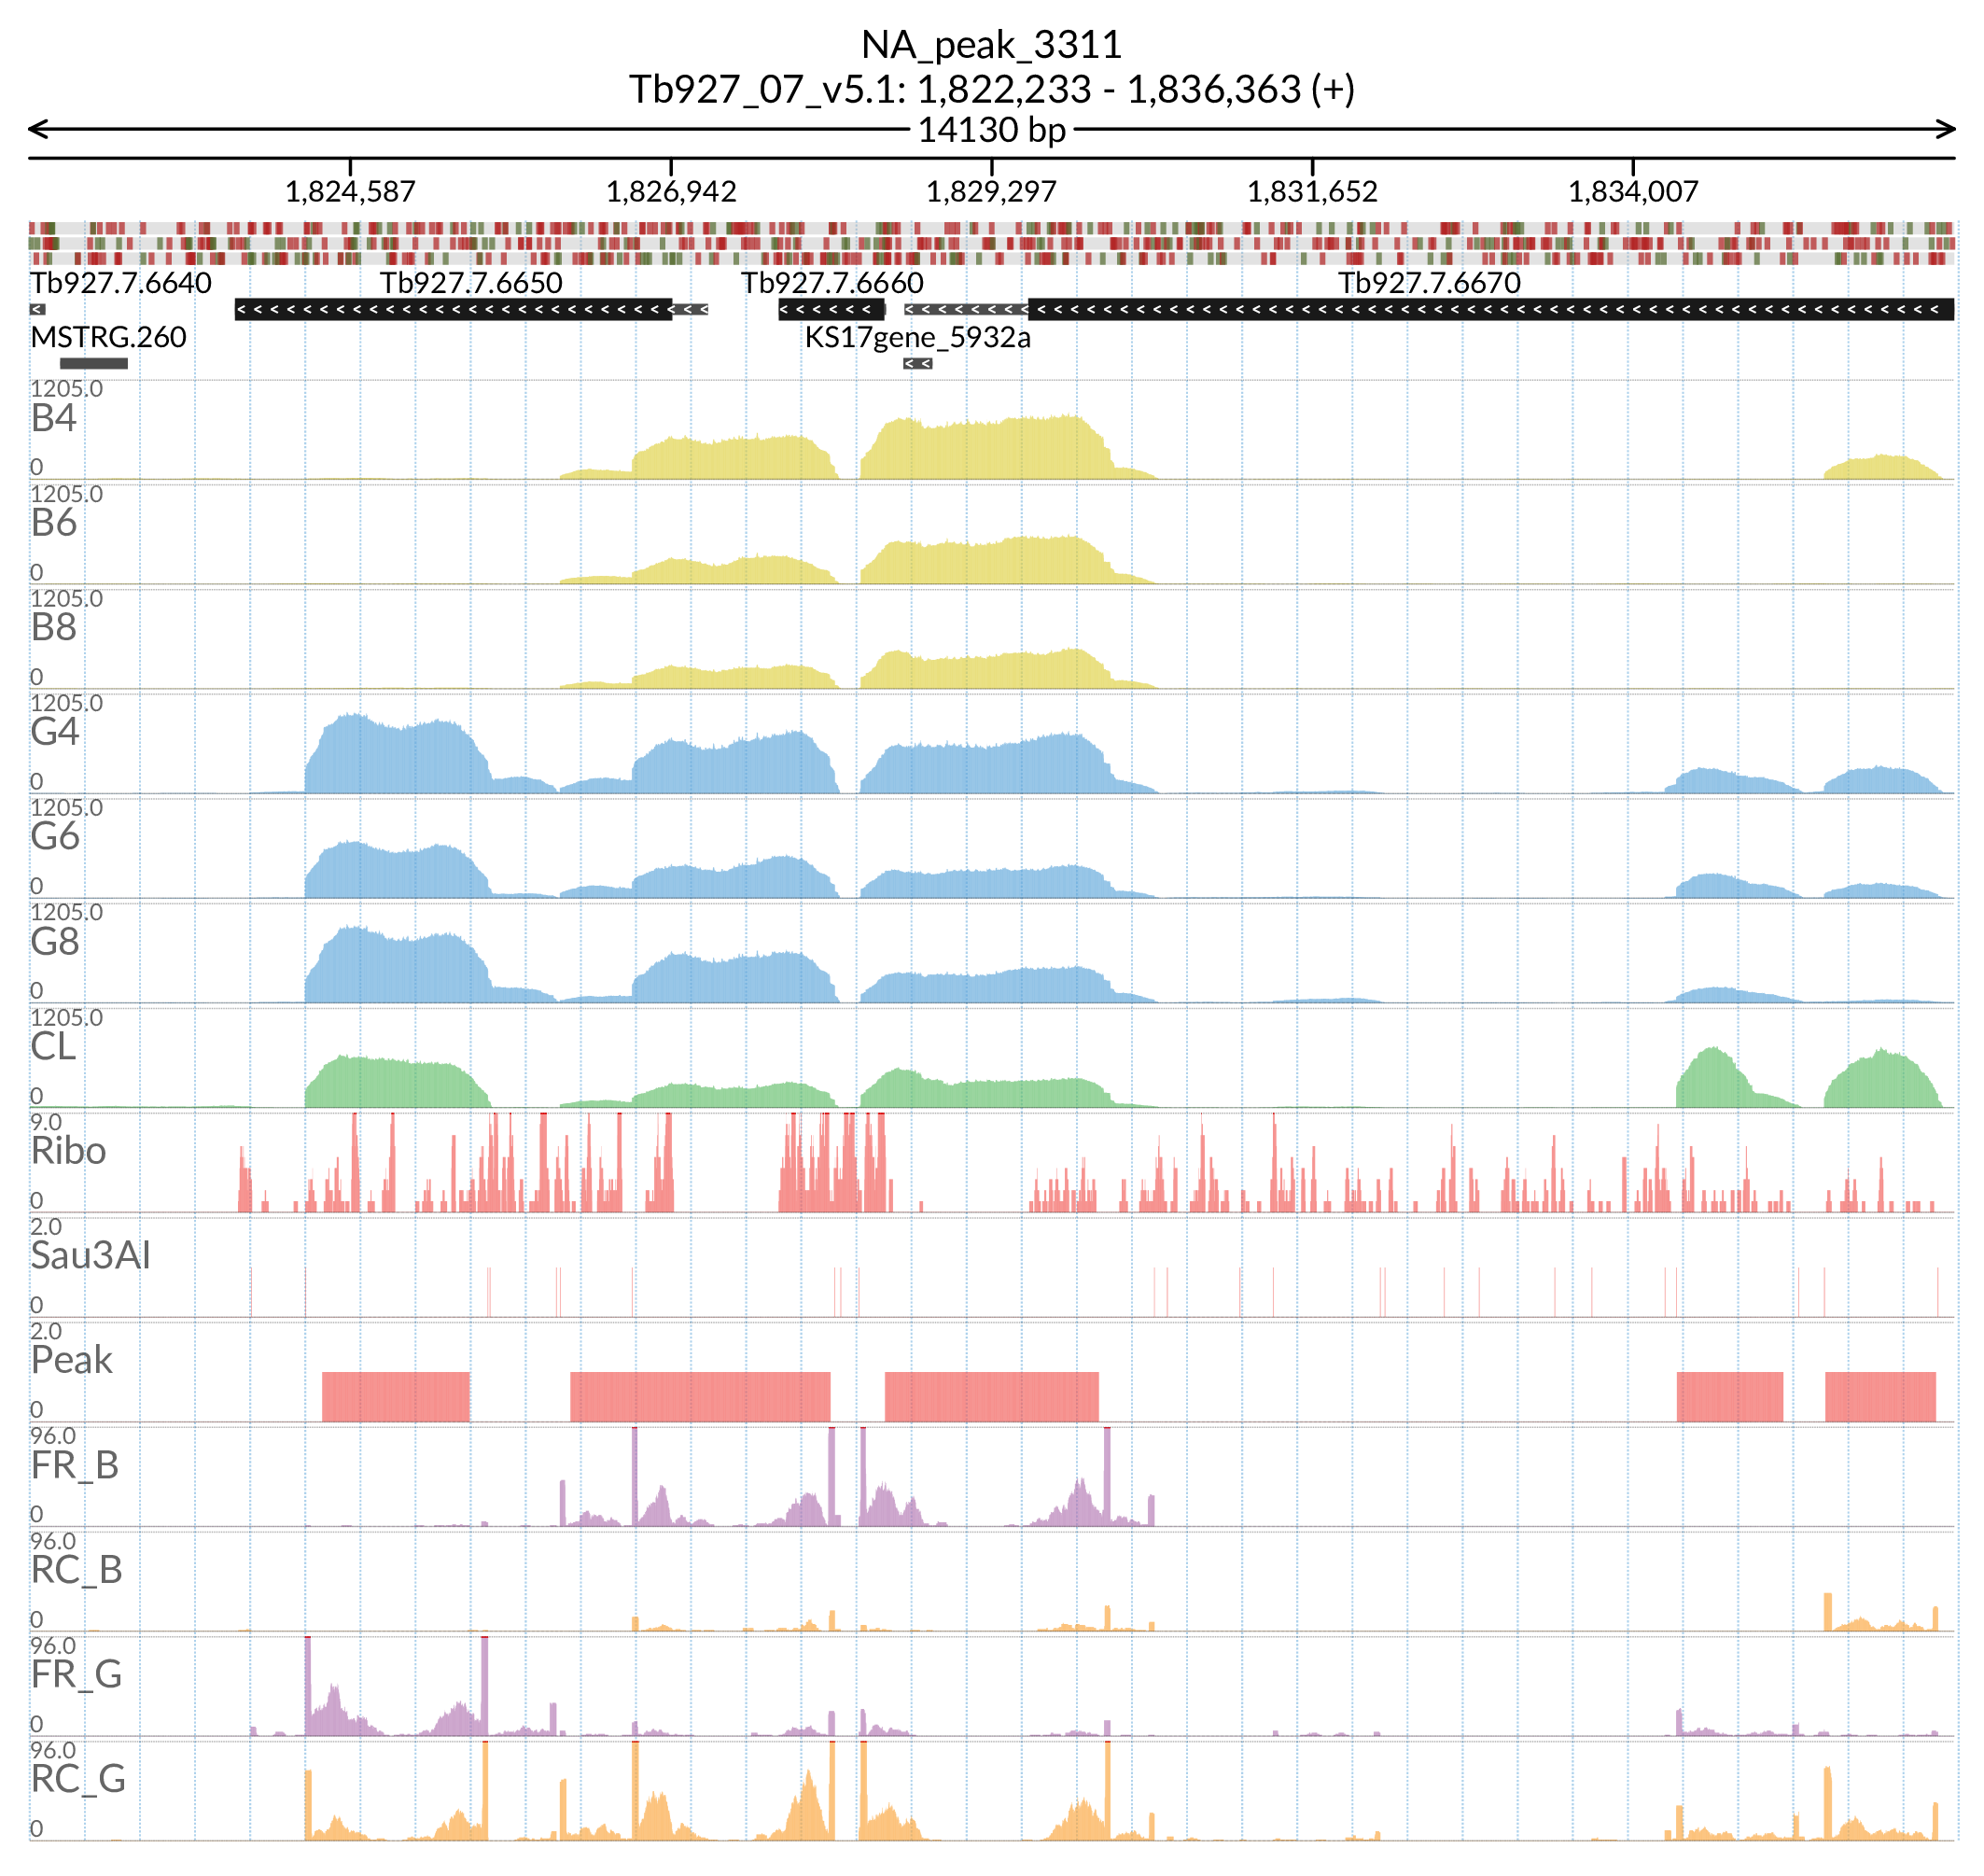 NA_peak_3311
Tb927_07_v5.1: 1,822,233 - 1,836,363 (+)
14130 bp
1,824,587 1,826,942 1,829,297 1,831,652 1,834,007
Tb927.7.6640 Tb927.7.6650 Tb927.7.6660 Tb927.7.6670
MSTRG.260 KS17gene_5932a
1205.0
B4
0
1205.0
B6
0
1205.0
B8
0
1205.0
G4
0
1205.0
G6
0
1205.0
G8
0
1205.0
CL
0
9.0
Ribo
0
2.0
Sau3AI
0
2.0
Peak
0
96.0
FR_B
0
96.0
RC_B
0
96.0
FR_G
0
96.0
RC_G
0